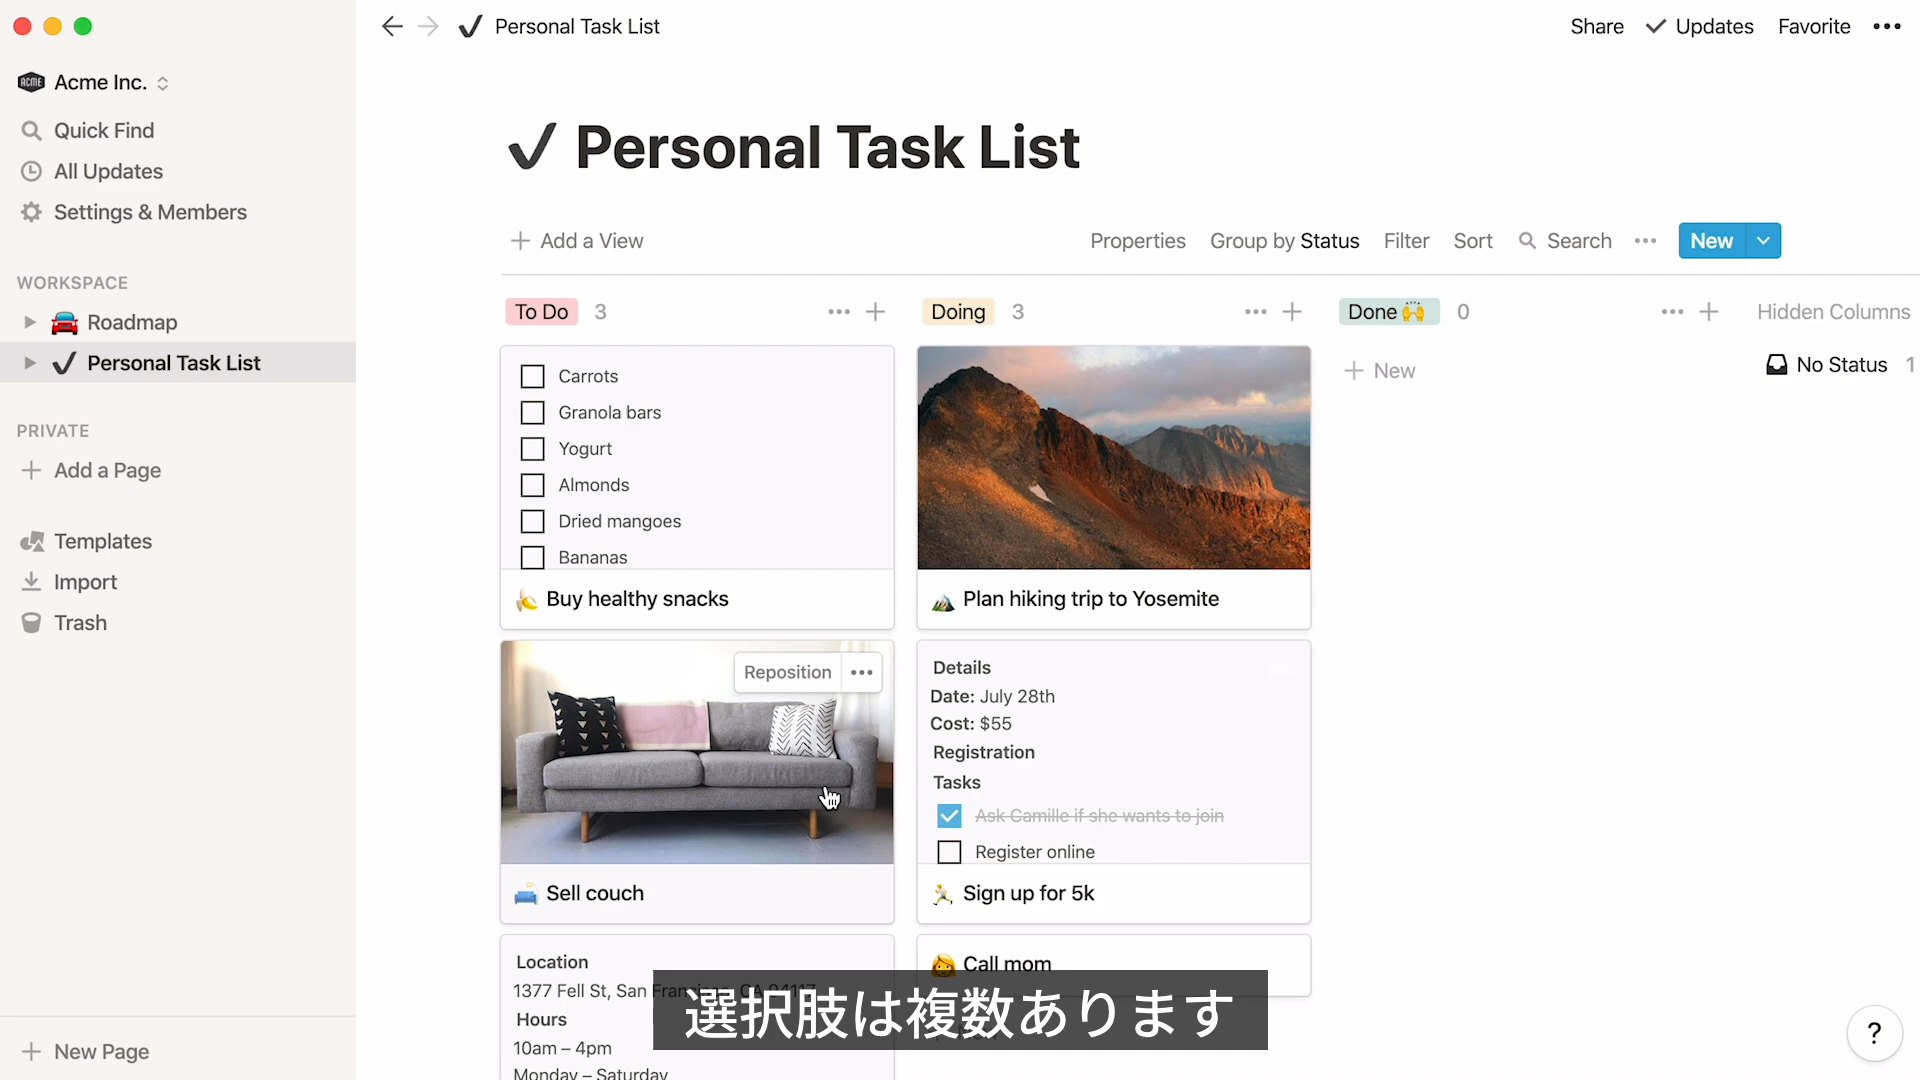 Personal Task List
Share
Updates
Favorite
ACME
Acme Inc.
Quick Find
All Updates
Settings & Members
WORKSPACE
Roadmap
Personal Task List
PRIVATE
Add a Page
Templates
Import
Trash
New Page
Personal Task List
Add a View
Properties
Group by Status
Filter
Sort
Search
New
To Do 3
Carrots
Granola bars
Yogurt
Almonds
Dried mangoes
Bananas
Buy healthy snacks
Reposition
Sell couch
Location
1377 Fell St, San Francisco, CA 94117
Hours
10am – 4pm
Monday – Saturday
Doing 3
Plan hiking trip to Yosemite
Details
Date: July 28th
Cost: $55
Registration
Tasks
Ask Camille if she wants to join
Register online
Sign up for 5k
Call mom
Done 0
New
Hidden Columns
No Status 1
選択肢は複数あります
?